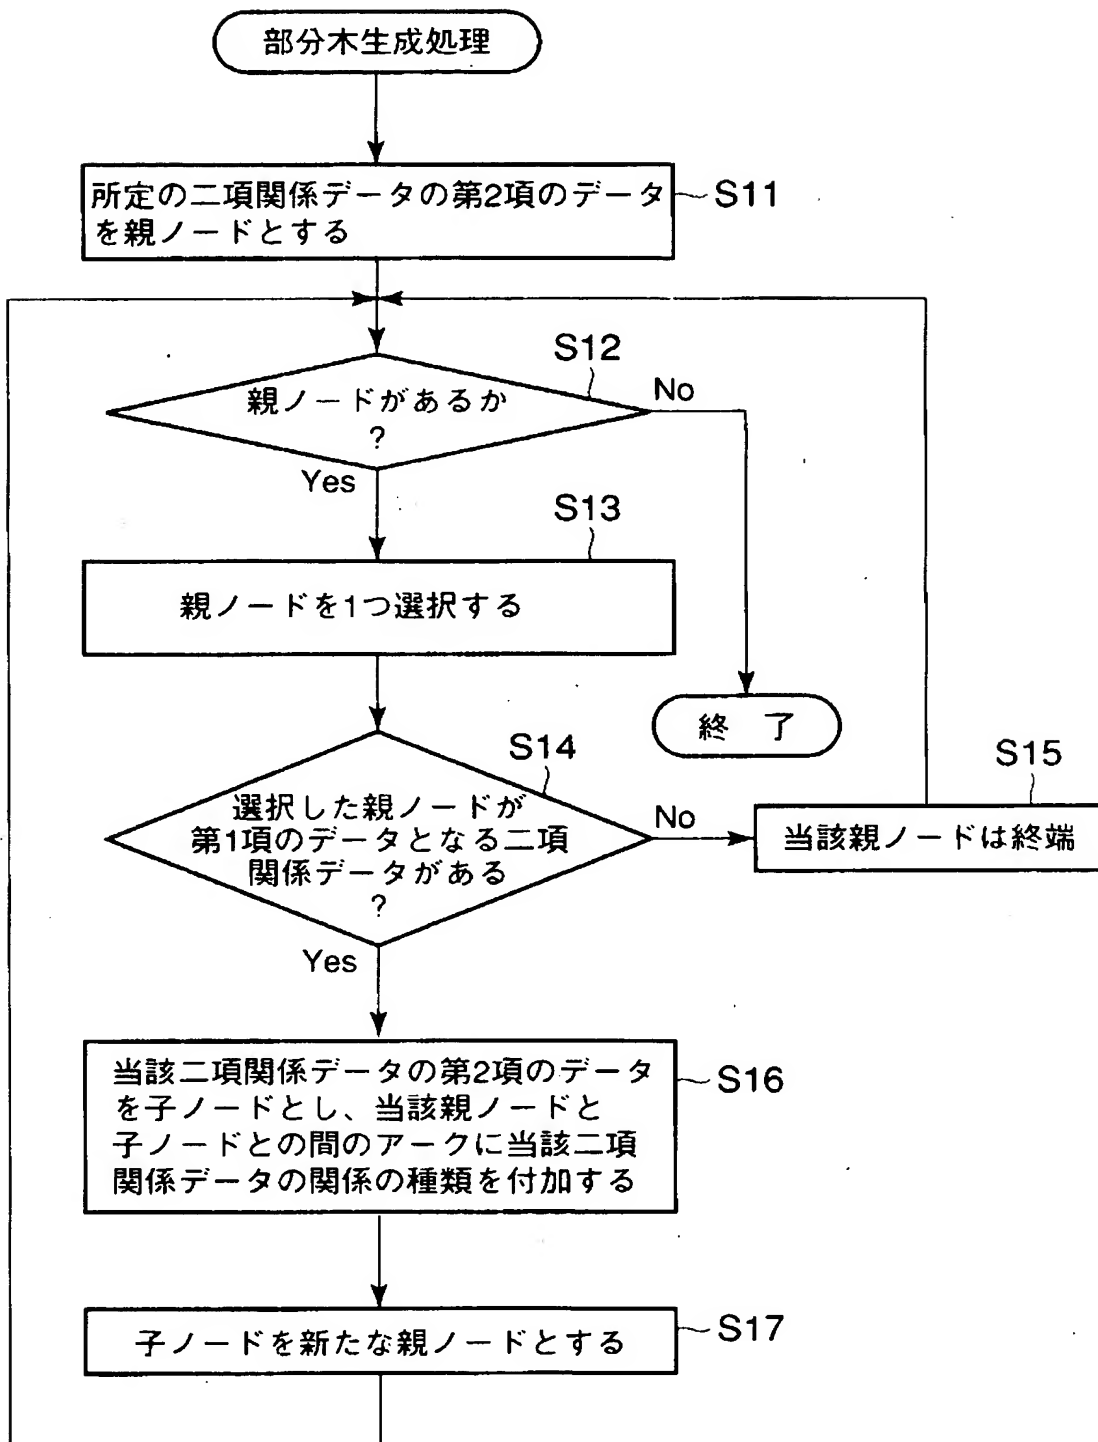 部分木生成処理
所定の二項関係データの第2項のデータ
を親ノードとする
S11
S12
親ノードがあるか
?
No
Yes
S13
親ノードを1つ選択する
終 了
S14
選択した親ノードが
第1項のデータとなる二項
関係データがある
?
No
S15
当該親ノードは終端
Yes
当該二項関係データの第2項のデータ
を子ノードとし、当該親ノードと
子ノードとの間のアークに当該二項
関係データの関係の種類を付加する
S16
子ノードを新たな親ノードとする
S17